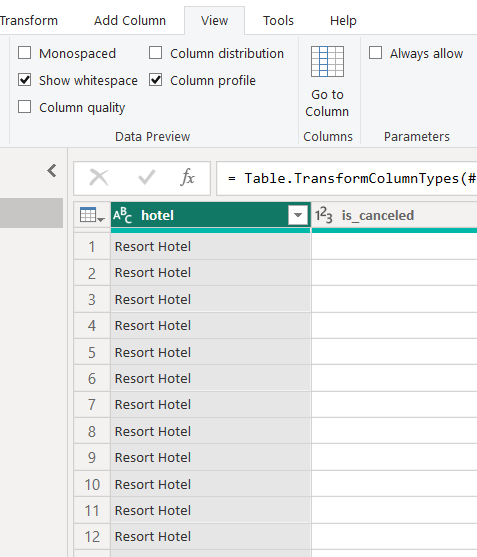 Transform Add Column View Tools Help
Monospaced Column distribution Always allow
Show whitespace Column profile
Column quality
Go to
Column
Data Preview Columns Parameters
fx = Table.TransformColumnTypes(#
ABC hotel 123 is_canceled
1 Resort Hotel
2 Resort Hotel
3 Resort Hotel
4 Resort Hotel
5 Resort Hotel
6 Resort Hotel
7 Resort Hotel
8 Resort Hotel
9 Resort Hotel
10 Resort Hotel
11 Resort Hotel
12 Resort Hotel